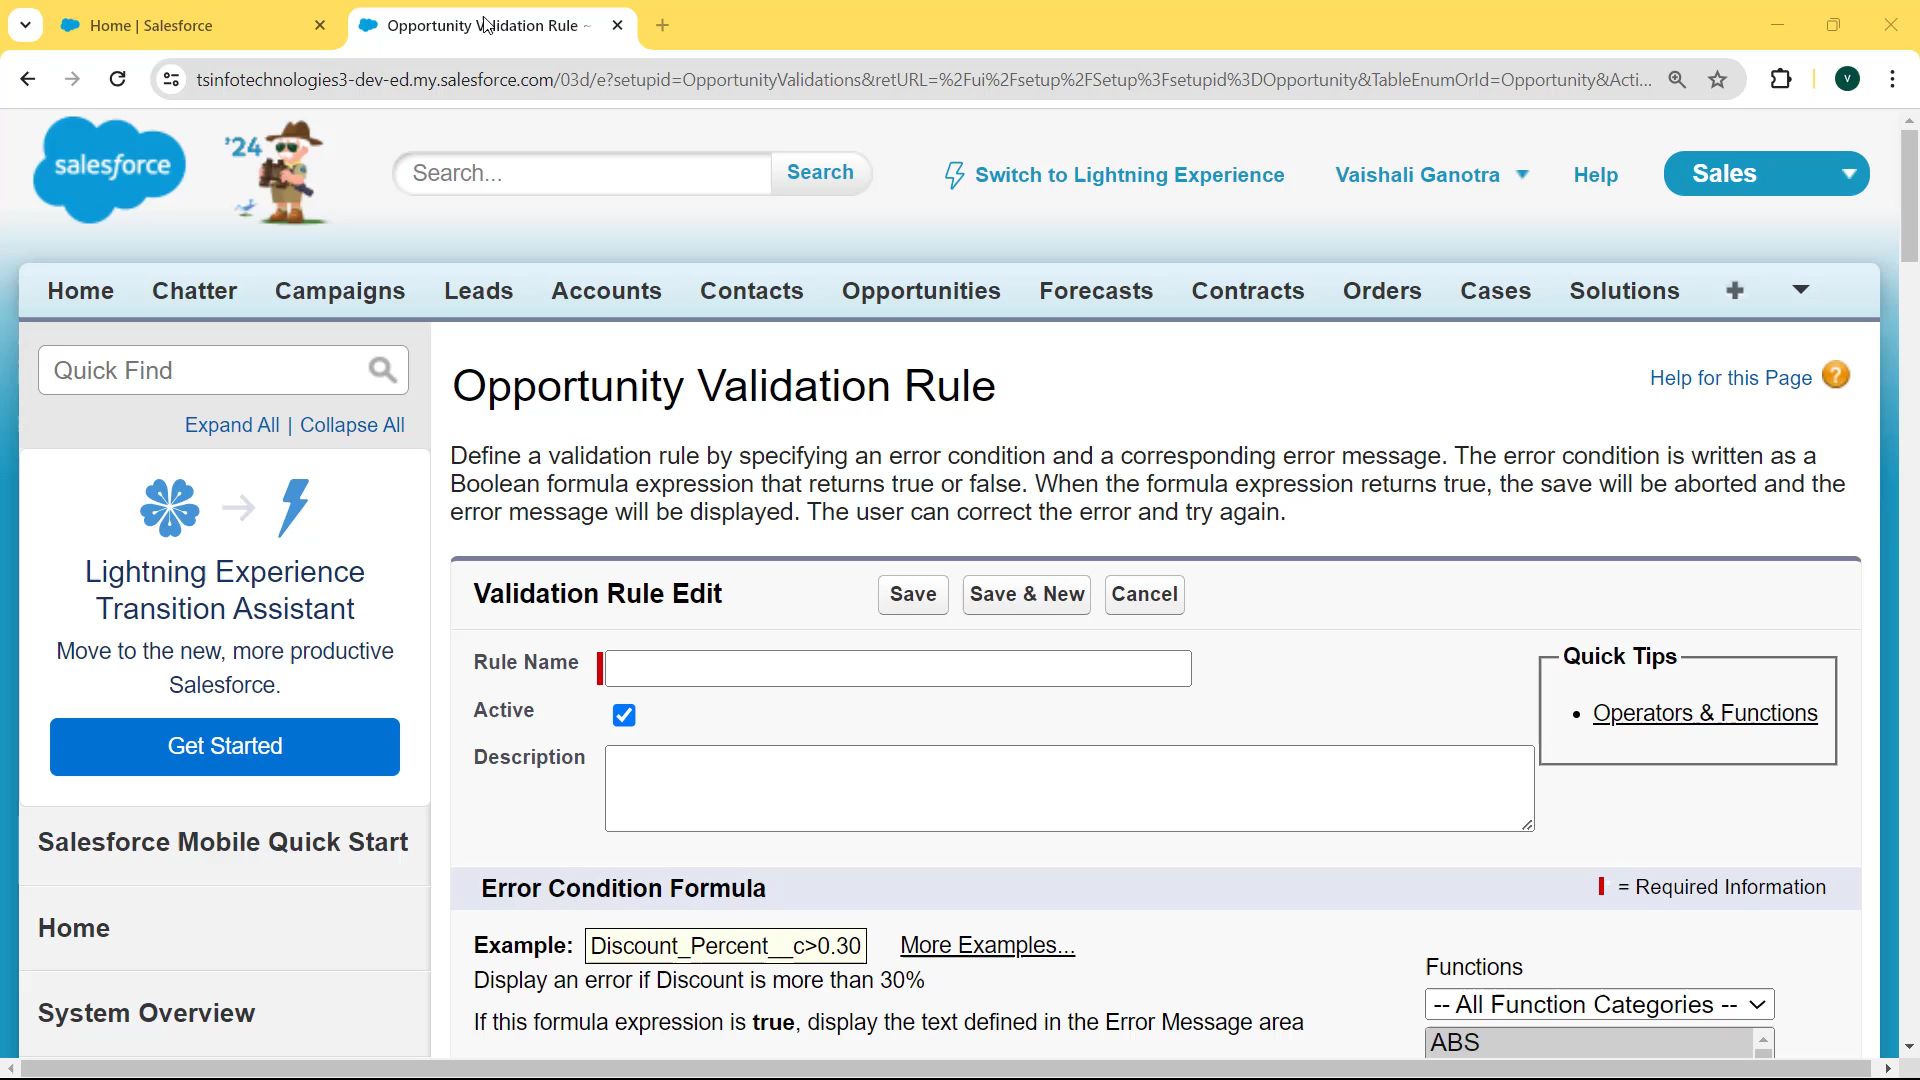 Home | Salesforce
Opportunity Validation Rule ~
tsinfotechnologies3-dev-ed.my.salesforce.com/03d/e?setupid=OpportunityValidations&retURL=%2Fui%2Fsetup%2FSetup%3Fsetupid%3DOpportunity&TableEnumOrId=Opportunity&Acti...
V
salesforce
'24
Search...
Search
Switch to Lightning Experience
Vaishali Ganotra
Help
Sales
Home
Chatter
Campaigns
Leads
Accounts
Contacts
Opportunities
Forecasts
Contracts
Orders
Cases
Solutions
Quick Find
Expand All | Collapse All
Lightning Experience
Transition Assistant
Move to the new, more productive
Salesforce.
Get Started
Salesforce Mobile Quick Start
Home
System Overview
Opportunity Validation Rule
Help for this Page ?
Define a validation rule by specifying an error condition and a corresponding error message. The error condition is written as a
Boolean formula expression that returns true or false. When the formula expression returns true, the save will be aborted and the
error message will be displayed. The user can correct the error and try again.
Validation Rule Edit
Save
Save & New
Cancel
Rule Name
Active
Description
Quick Tips
• Operators & Functions
Error Condition Formula
= Required Information
Example: Discount_Percent__c>0.30 More Examples...
Display an error if Discount is more than 30%
If this formula expression is true, display the text defined in the Error Message area
Functions
-- All Function Categories --
ABS